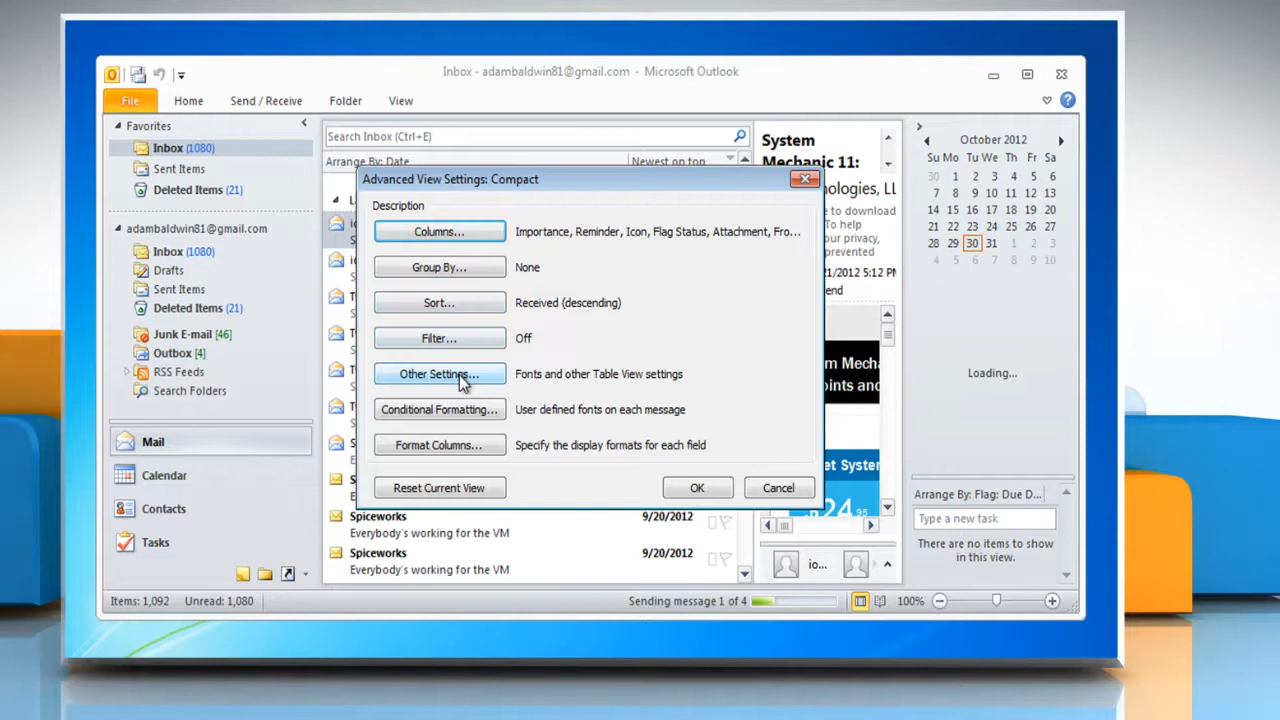 Inbox - adambaldwin81@gmail.com - Microsoft Outlook
File Home Send / Receive Folder View
Favorites
Inbox (1080)
Sent Items
Deleted Items (21)
adambaldwin81@gmail.com
Inbox (1080)
Drafts
Sent Items
Deleted Items (21)
Junk E-mail [46]
Outbox [4]
RSS Feeds
Search Folders
Mail
Calendar
Contacts
Tasks
Search Inbox (Ctrl+E)
Arrange By: Date Newest on top
Advanced View Settings: Compact
Description
Columns... Importance, Reminder, Icon, Flag Status, Attachment, Fro...
Group By... None
Sort... Received (descending)
Filter... Off
Other Settings... Fonts and other Table View settings
Conditional Formatting... User defined fonts on each message
Format Columns... Specify the display formats for each field
Reset Current View OK Cancel
Spiceworks 9/20/2012
Everybody's working for the VM
Spiceworks 9/20/2012
Everybody's working for the VM
System
Mechanic 11:
nologies, LL
e to download
. To help
our privacy,
prevented
21/2012 5:12 PM
end
am Mecha
oints and
et System
24.95
io...
October 2012
Su Mo Tu We Th Fr Sa
30 1 2 3 4 5 6
7 8 9 10 11 12 13
14 15 16 17 18 19 20
21 22 23 24 25 26 27
28 29 30 31 1 2 3
4 5 6 7 8 9 10
Loading...
Arrange By: Flag: Due D...
Type a new task
There are no items to show
in this view.
Items: 1,092 Unread: 1,080 Sending message 1 of 4 100%